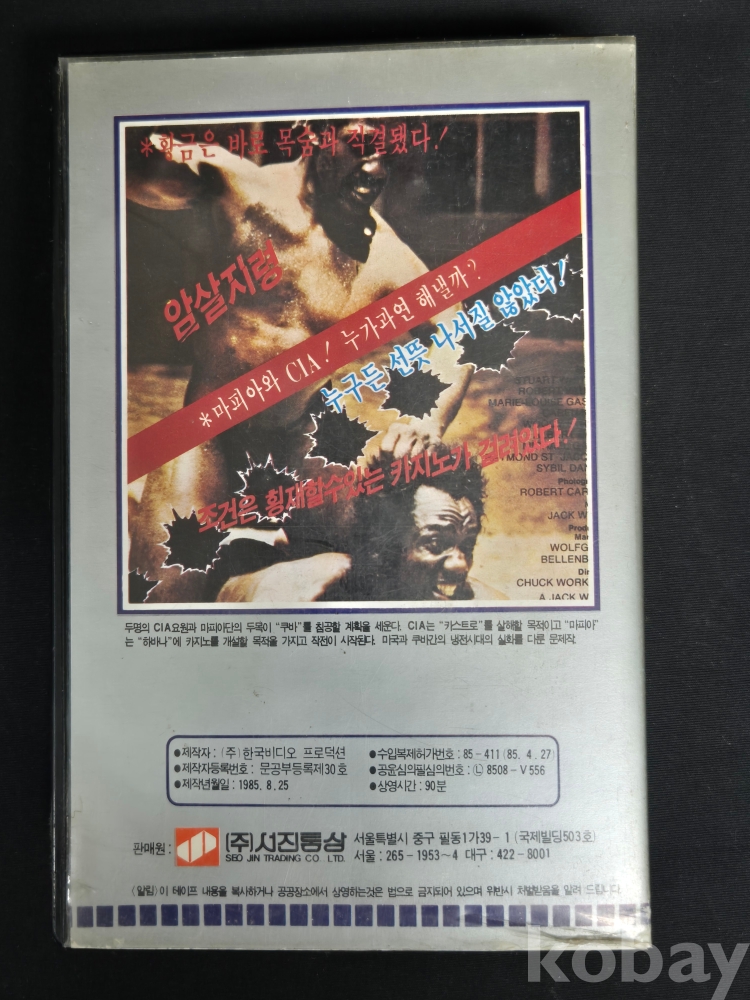 *황금은 바로 목숨과 직결됐다!
암살지령
*마피아와 CIA! 누가과연 해낼까?
누구든 선뜻 나서질 않았다!
조건은 횡재할수있는 카지노가 걸려있다!
STUART
ROBERT
MARIE-LOUISE GAS
MOND ST
SYBIL DAN
Photog
ROBERT CAR
JACK W
Prod
Mar
WOLFG
BELLENB
Dir
CHUCK WORK
A JACK W
두명의 CIA요원과 마피아단의 두목이 "쿠바"를 침공할 계획을 세운다. CIA는 "카스트로"를 살해할 목적이고 "마피아"
는 "하바나"에 카지노를 개설할 목적을 가지고 작전이 시작된다. 미국과 쿠바간의 냉전시대의 실화를 다룬 문제작.
●제작자 : (주) 한국비디오 프로덕션 ●수입복제허가번호 : 85-411 (85. 4. 27)
●제작자등록번호 : 문공부등록제30호 ●공윤심의필심의번호 : Ⓛ 8508-V 556
●제작년월일 : 1985. 8. 25 ●상영시간 : 90분
판매원 : (주)서진통상 서울특별시 중구 필동1가39-1 (국제빌딩503호)
SEO JIN TRADING CO. LTD. 서울 : 265-1953~4 대구 : 422-8001
〈알림〉이 테이프 내용을 복사하거나 공공장소에서 상영하는것은 법으로 금지되어 있으며 위반시 처벌받음을 알려 드립니다.
kobay